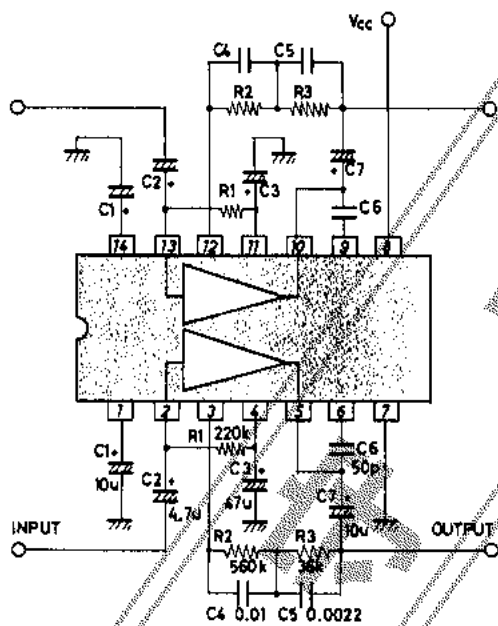 Vcc
C4 C5
R2 R3
C2
C1
R1
C3
C7
C6
14 13 12 11 10 9 8
1 2 3 4 5 6 7
R1 220k
C1
10u
C2
4.7u
C3
47u
C6
50p
C7
10u
INPUT
OUTPUT
R2
560k
R3
36k
C4 0.01 C5 0.0022